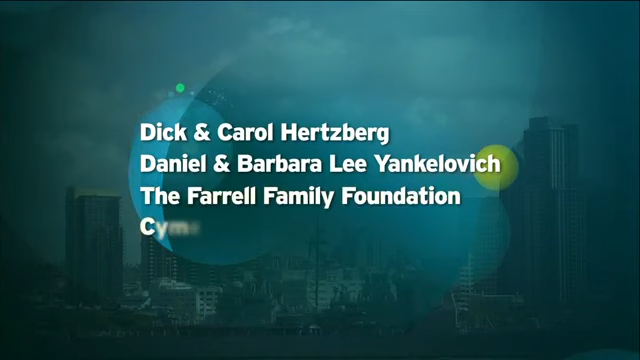 Dick & Carol Hertzberg
Daniel & Barbara Lee Yankelovich
The Farrell Family Foundation